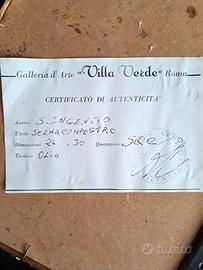 Galleria d'Arte «Villa Verde» Roma
CERTIFICATO DI AUTENTICITA'
Autore S. INGENITO
Titolo SCENA CAMPESTRE
Dimensioni 24 x 30 Quotazione
Tecnica OLIO
subito